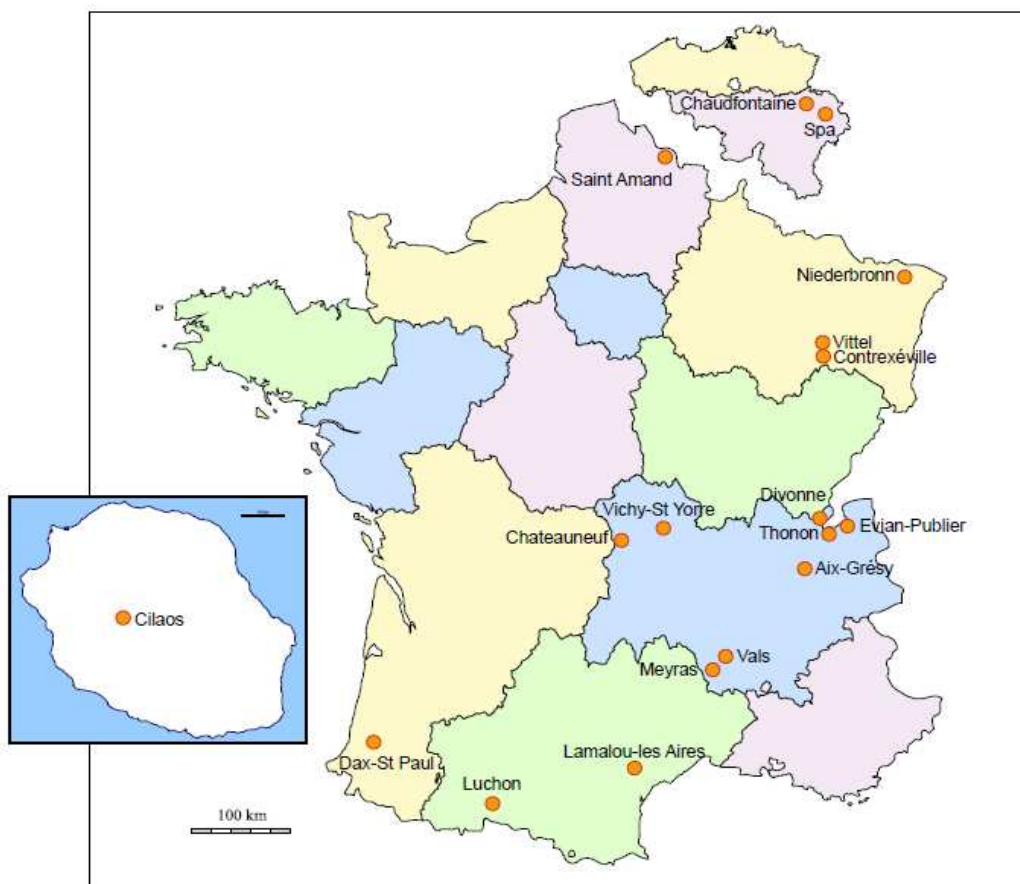 Chaudfontaine
Spa
Saint Amand
Niederbronn
Vittel
Contrexéville
Divonne
Vichy-St Yorre
Evian-Publier
Thonon
Chateauneuf
Aix-Grésy
Cilaos
Vals
Meyras
Lamalou-les Aires
Dax-St Paul
Luchon
100 km